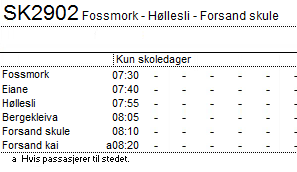 SK2902 Fossmork - Høllesli - Forsand skule
Kun skoledager
Fossmork 07:30 - - - - -
Eiane 07:40 - - - - -
Høllesli 07:55 - - - - -
Bergekleiva 08:05 - - - - -
Forsand skule 08:10 - - - - -
Forsand kai a08:20 - - - - -
a Hvis passasjerer til stedet.